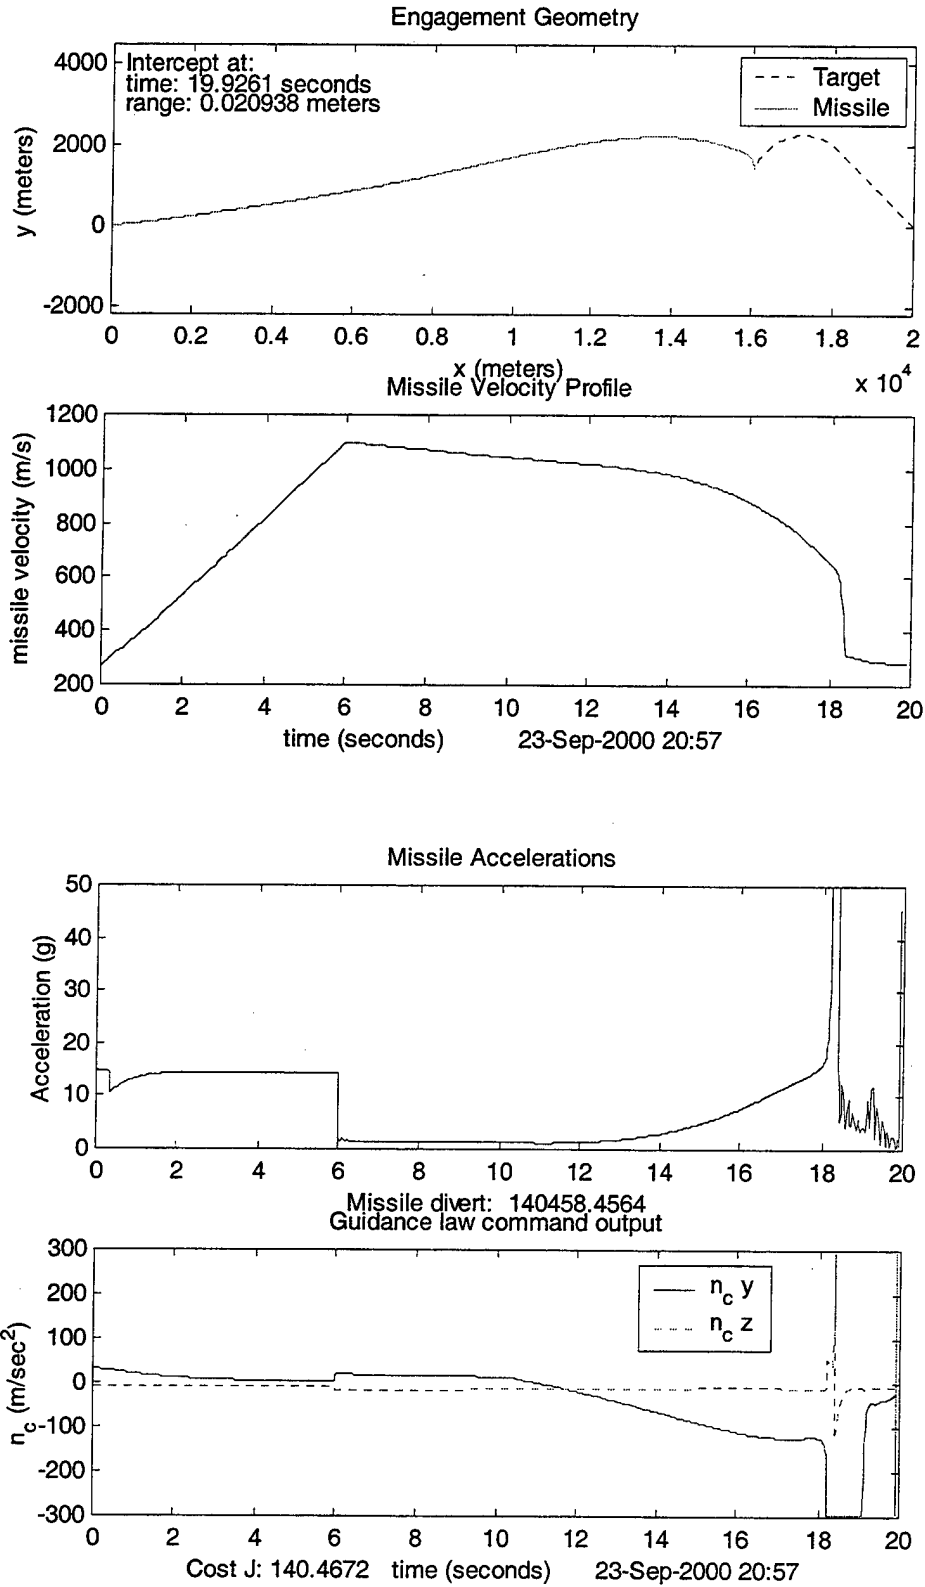 Engagement Geometry
4000
2000
0
-2000
y (meters)
Intercept at:
time: 19.9261 seconds
range: 0.020938 meters
Target
Missile
0 0.2 0.4 0.6 0.8 1 1.2 1.4 1.6 1.8 2
x (meters)
x 10^4
Missile Velocity Profile
1200
1000
800
600
400
200
missile velocity (m/s)
0 2 4 6 8 10 12 14 16 18 20
time (seconds) 23-Sep-2000 20:57
Missile Accelerations
50
40
30
20
10
0
Acceleration (g)
0 2 4 6 8 10 12 14 16 18 20
Missile divert: 140458.4564
Guidance law command output
300
200
100
0
-100
-200
-300
n_c (m/sec^2)
n_c y
n_c z
0 2 4 6 8 10 12 14 16 18 20
Cost J: 140.4672 time (seconds) 23-Sep-2000 20:57